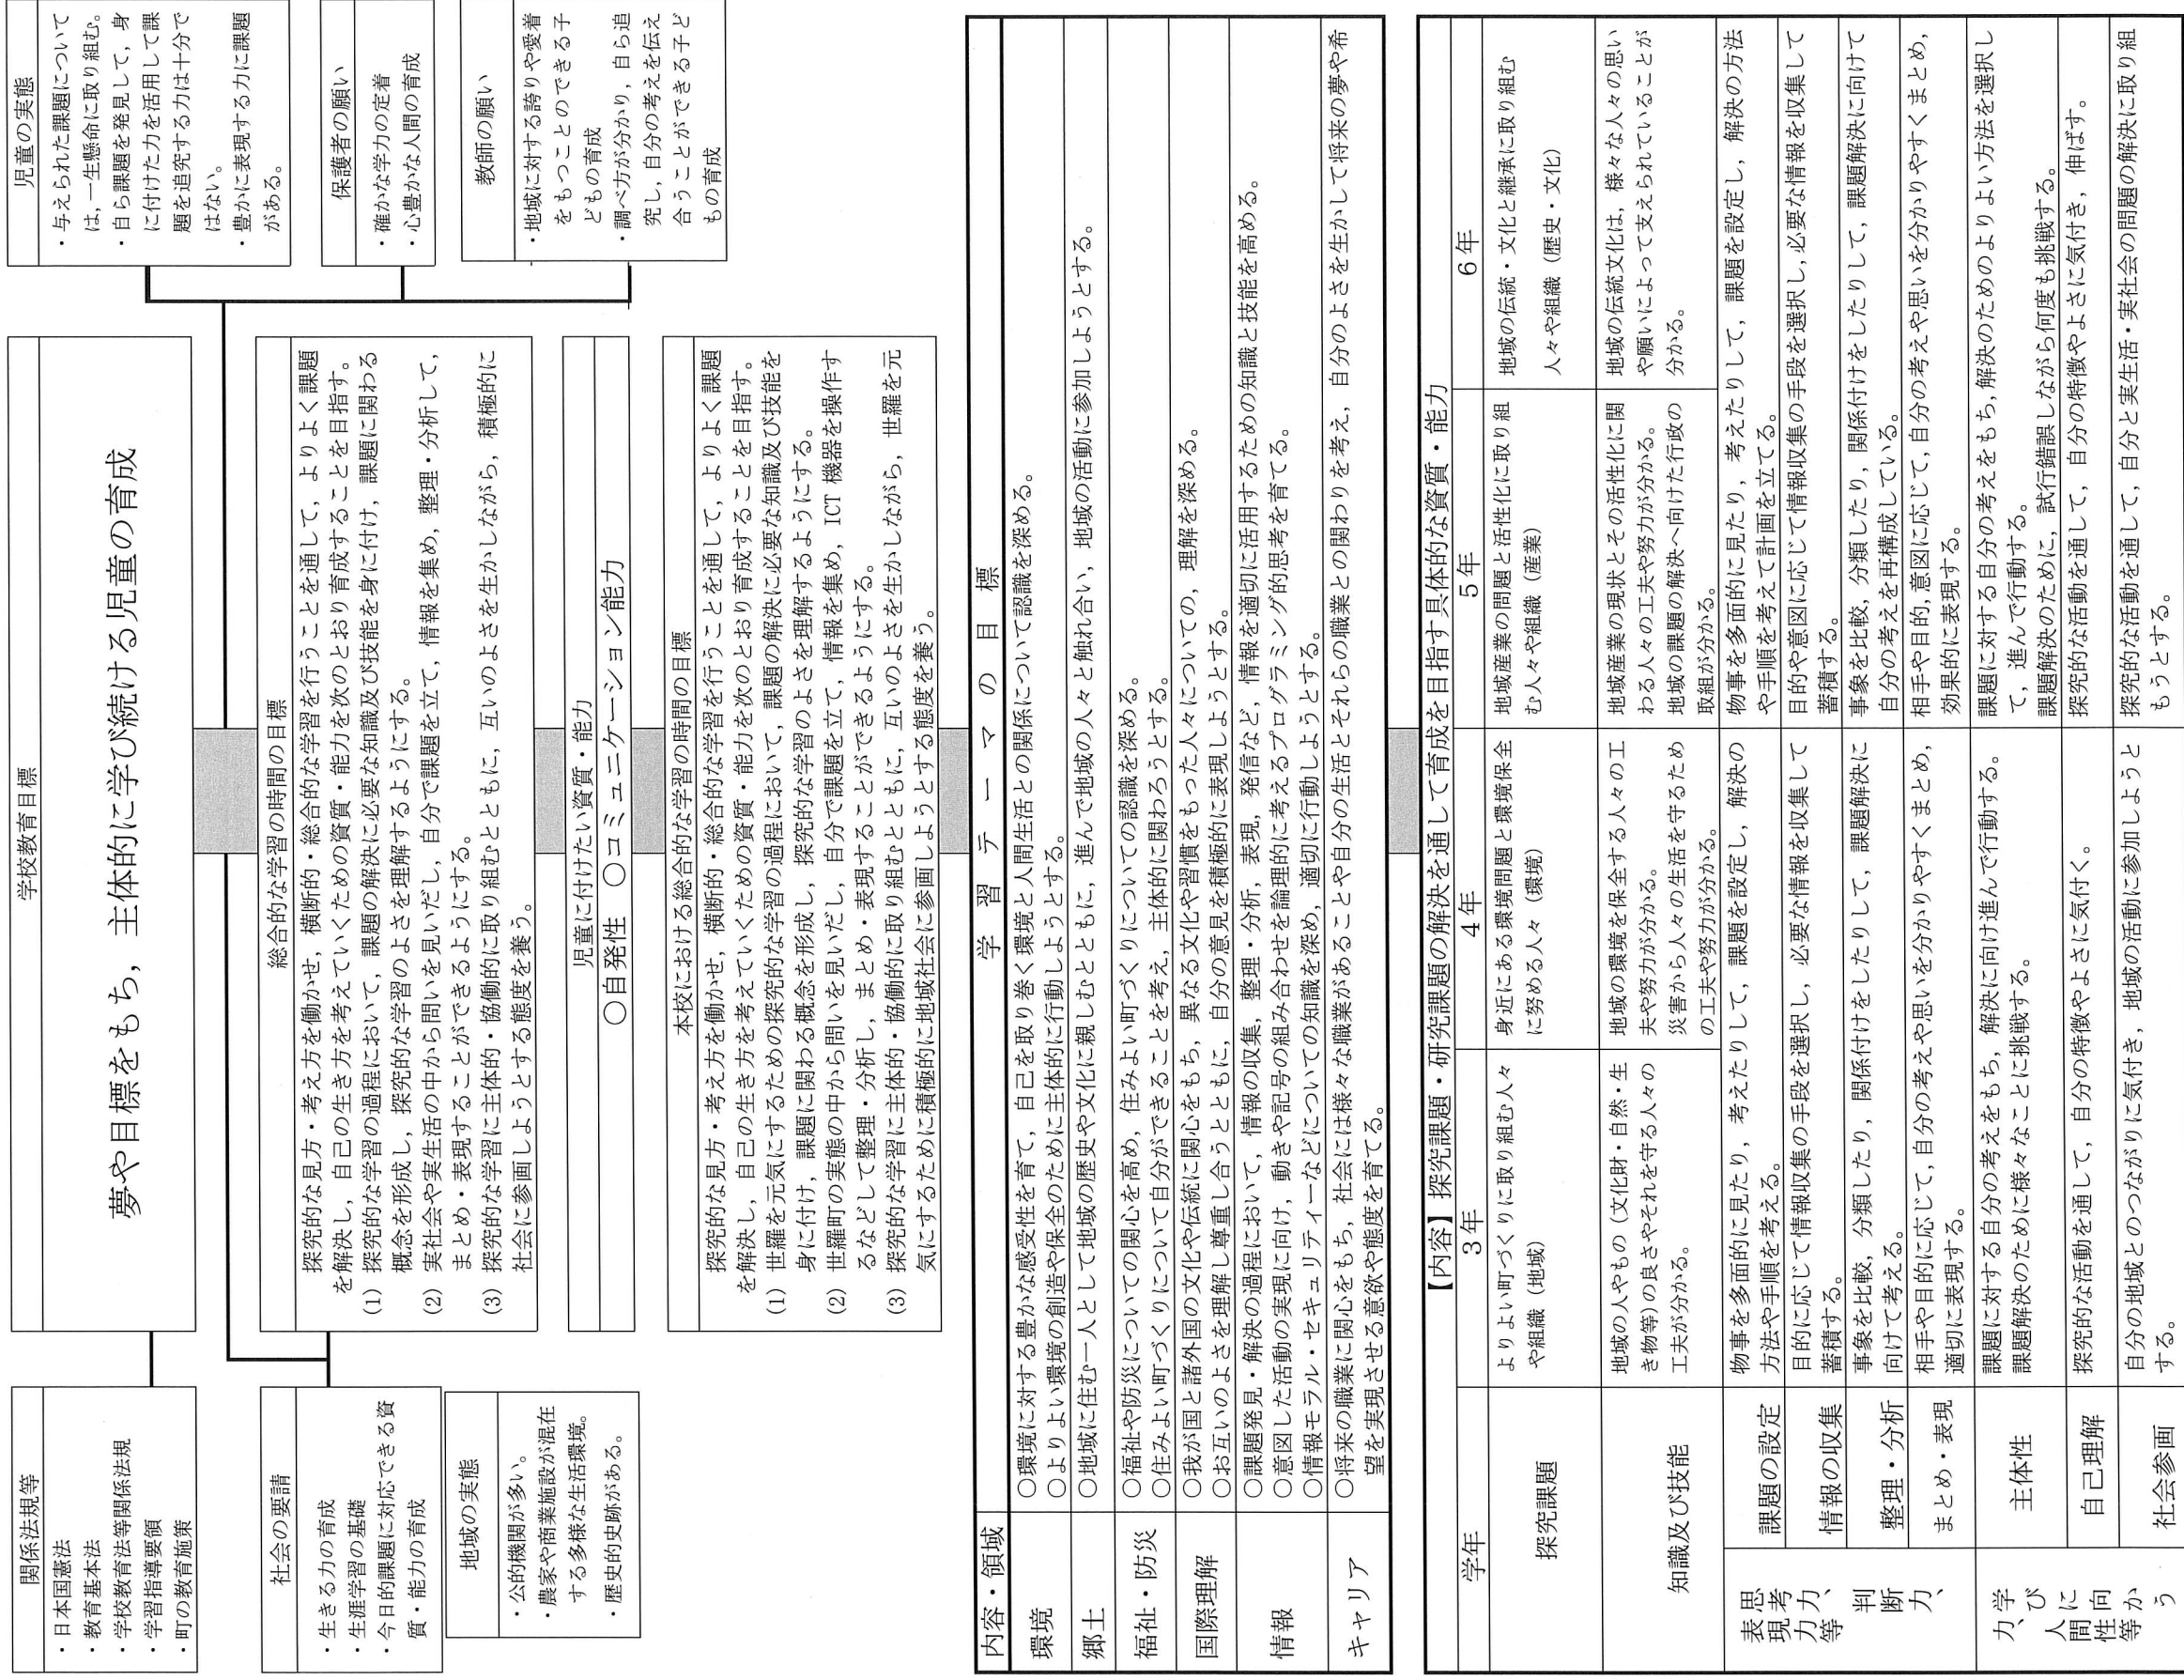 学校教育目標
夢や目標をもち，主体的に学び続ける児童の育成
関係法規等
・日本国憲法
・教育基本法
・学校教育法等関係法規
・学習指導要領
・町の教育施策
社会の要請
・生きる力の育成
・生涯学習の基礎
・今日的課題に対応できる資
質・能力の育成
地域の実態
・公的機関が多い。
・農家や商業施設が混在
する多様な生活環境。
・歴史的史跡がある。
児童の実態
・与えられた課題について
は，一生懸命に取り組む。
・自ら課題を発見して，身
に付けた力を活用して課
題を追究する力は十分で
はない。
・豊かに表現する力に課題
がある。
保護者の願い
・確かな学力の定着
・心豊かな人間の育成
教師の願い
・地域に対する誇りや愛着
をもつことのできる子
どもの育成
・調べ方が分かり，自ら追
究し，自分の考えを伝え
合うことができる子ど
もの育成
総合的な学習の時間の目標
探究的な見方・考え方を働かせ，横断的・総合的な学習を行うことを通して，よりよく課題
を解決し，自己の生き方を考えていくための資質・能力を次のとおり育成することを目指す。
(1) 探究的な学習の過程において，課題の解決に必要な知識及び技能を身に付け，課題に関わる
概念を形成し，探究的な学習のよさを理解するようにする。
(2) 実社会や実生活の中から問いを見いだし，自分で課題を立て，情報を集め，整理・分析して，
まとめ・表現することができるようにする。
(3) 探究的な学習に主体的・協働的に取り組むとともに，互いのよさを生かしながら，積極的に
社会に参画しようとする態度を養う。
児童に付けたい資質・能力
○自発性 ○コミュニケーション能力
本校における総合的な学習の時間の目標
探究的な見方・考え方を働かせ，横断的・総合的な学習を行うことを通して，よりよく課題
を解決し，自己の生き方を考えていくための資質・能力を次のとおり育成することを目指す。
(1) 世羅を元気にするための探究的な学習の過程において，課題の解決に必要な知識及び技能を
身に付け，課題に関わる概念を形成し，探究的な学習のよさを理解するようにする。
(2) 世羅町の実態の中から問いを見いだし，自分で課題を立て，情報を集め，ICT 機器を操作す
るなどして整理・分析し，まとめ・表現することができるようにする。
(3) 探究的な学習に主体的・協働的に取り組むとともに，互いのよさを生かしながら，世羅を元
気にするために積極的に地域社会に参画しようとする態度を養う。
内容・領域
学 習 テ ー マ の 目 標
環境
○環境に対する豊かな感受性を育て，自己を取り巻く環境と人間生活との関係について認識を深める。
○よりよい環境の創造や保全のために主体的に行動しようとする。
郷土
○地域に住む一人として地域の歴史や文化に親しむとともに，進んで地域の人々と触れ合い，地域の活動に参加しようとする。
福祉・防災
○福祉や防災についての関心を高め，住みよい町づくりについての認識を深める。
○住みよい町づくりについて自分ができることを考え，主体的に関わろうとする。
国際理解
○我が国と諸外国の文化や伝統に関心をもち，異なる文化や習慣をもった人々についての，理解を深める。
○お互いのよさを理解し尊重し合うとともに，自分の意見を積極的に表現しようとする。
情報
○課題発見・解決の過程において，情報の収集，整理・分析，表現，発信など，情報を適切に活用するための知識と技能を高める。
○意図した活動の実現に向け，動きや記号の組み合わせを論理的に考えるプログラミング的思考を育てる。
○情報モラル・セキュリティーなどについての知識を深め，適切に行動しようとする。
キャリア
○将来の職業に関心をもち，社会には様々な職業があることや自分の生活とそれらの職業との関わりを考え，自分のよさを生かして将来の夢や希
望を実現させる意欲や態度を育てる。
【内容】探究課題・研究課題の解決を通して育成を目指す具体的な資質・能力
学年
3年
4年
5年
6年
探究課題
よりよい町づくりに取り組む人々
や組織（地域）
身近にある環境問題と環境保全
に努める人々（環境）
地域産業の問題と活性化に取り組
む人々や組織（産業）
地域の伝統・文化と継承に取り組む
人々や組織（歴史・文化）
知識及び技能
地域の人やもの（文化財・自然・生
き物等）の良さやそれを守る人々の
工夫が分かる。
地域の環境を保全する人々の工
夫や努力が分かる。
災害から人々の生活を守るため
の工夫や努力が分かる。
地域産業の現状とその活性化に関
わる人々の工夫や努力が分かる。
地域の課題の解決へ向けた行政の
取組が分かる。
地域の伝統文化は，様々な人々の思い
や願いによって支えられていることが
分かる。
思考力、判断力、
表現力等
課題の設定
物事を多面的に見たり，考えたりして，課題を設定し，解決の
方法や手順を考える。
物事を多面的に見たり，考えたりして，課題を設定し，解決の方法
や手順を考えて計画を立てる。
情報の収集
目的に応じて情報収集の手段を選択し，必要な情報を収集して
蓄積する。
目的や意図に応じて情報収集の手段を選択し，必要な情報を収集して
蓄積する。
整理・分析
事象を比較，分類したり，関係付けをしたりして，課題解決に
向けて考える。
事象を比較，分類したり，関係付けをしたりして，課題解決に向けて
自分の考えを再構成している。
まとめ・表現
相手や目的に応じて，自分の考えや思いを分かりやすくまとめ，
適切に表現する。
相手や目的，意図に応じて，自分の考えや思いを分かりやすくまとめ，
効果的に表現する。
学びに向かう
力、人間性等
主体性
課題に対する自分の考えをもち，解決に向け進んで行動する。
課題解決のために様々なことに挑戦する。
課題に対する自分の考えをもち，解決のためのよりよい方法を選択し
て，進んで行動する。
課題解決のために，試行錯誤しながら何度も挑戦する。
自己理解
探究的な活動を通して，自分の特徴やよさに気付く。
探究的な活動を通して，自分の特徴やよさに気付き，伸ばす。
社会参画
自分の地域とのつながりに気付き，地域の活動に参加しようと
する。
探究的な活動を通して，自分と実生活・実社会の問題の解決に取り組
もうとする。